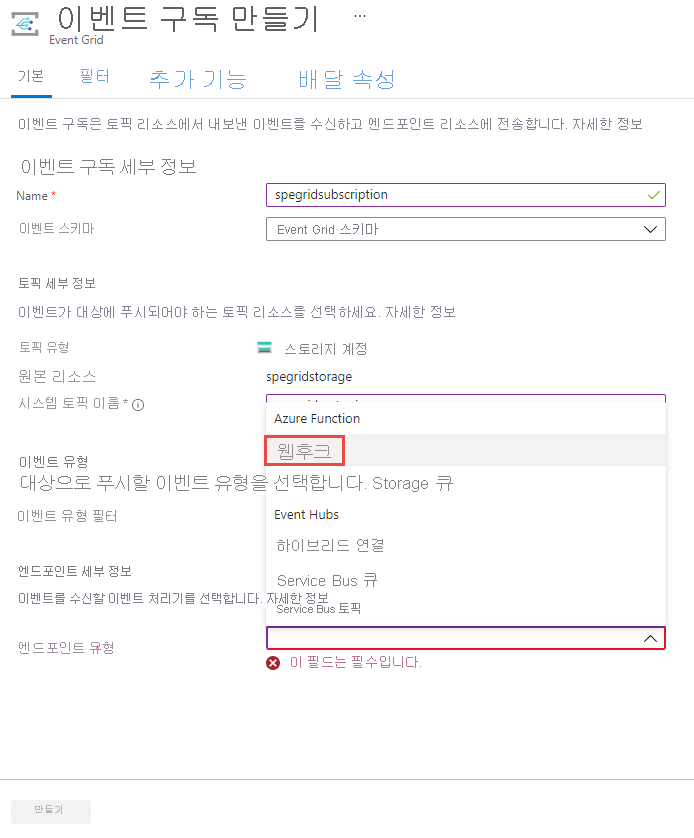 이벤트 구독 만들기 ...
Event Grid
기본 필터 추가 기능 배달 속성
이벤트 구독은 토픽 리소스에서 내보낸 이벤트를 수신하고 엔드포인트 리소스에 전송합니다. 자세한 정보
이벤트 구독 세부 정보
Name * spegridsubscription
이벤트 스키마 Event Grid 스키마
토픽 세부 정보
이벤트가 대상에 푸시되어야 하는 토픽 리소스를 선택하세요. 자세한 정보
토픽 유형 스토리지 계정
원본 리소스 spegridstorage
시스템 토픽 이름 *
Azure Function
웹후크
이벤트 유형
대상으로 푸시할 이벤트 유형을 선택합니다. Storage 큐
이벤트 유형 필터 Event Hubs
하이브리드 연결
엔드포인트 세부 정보
Service Bus 큐
이벤트를 수신할 이벤트 처리기를 선택합니다. 자세한 정보
Service Bus 토픽
엔드포인트 유형
이 필드는 필수입니다.
만들기